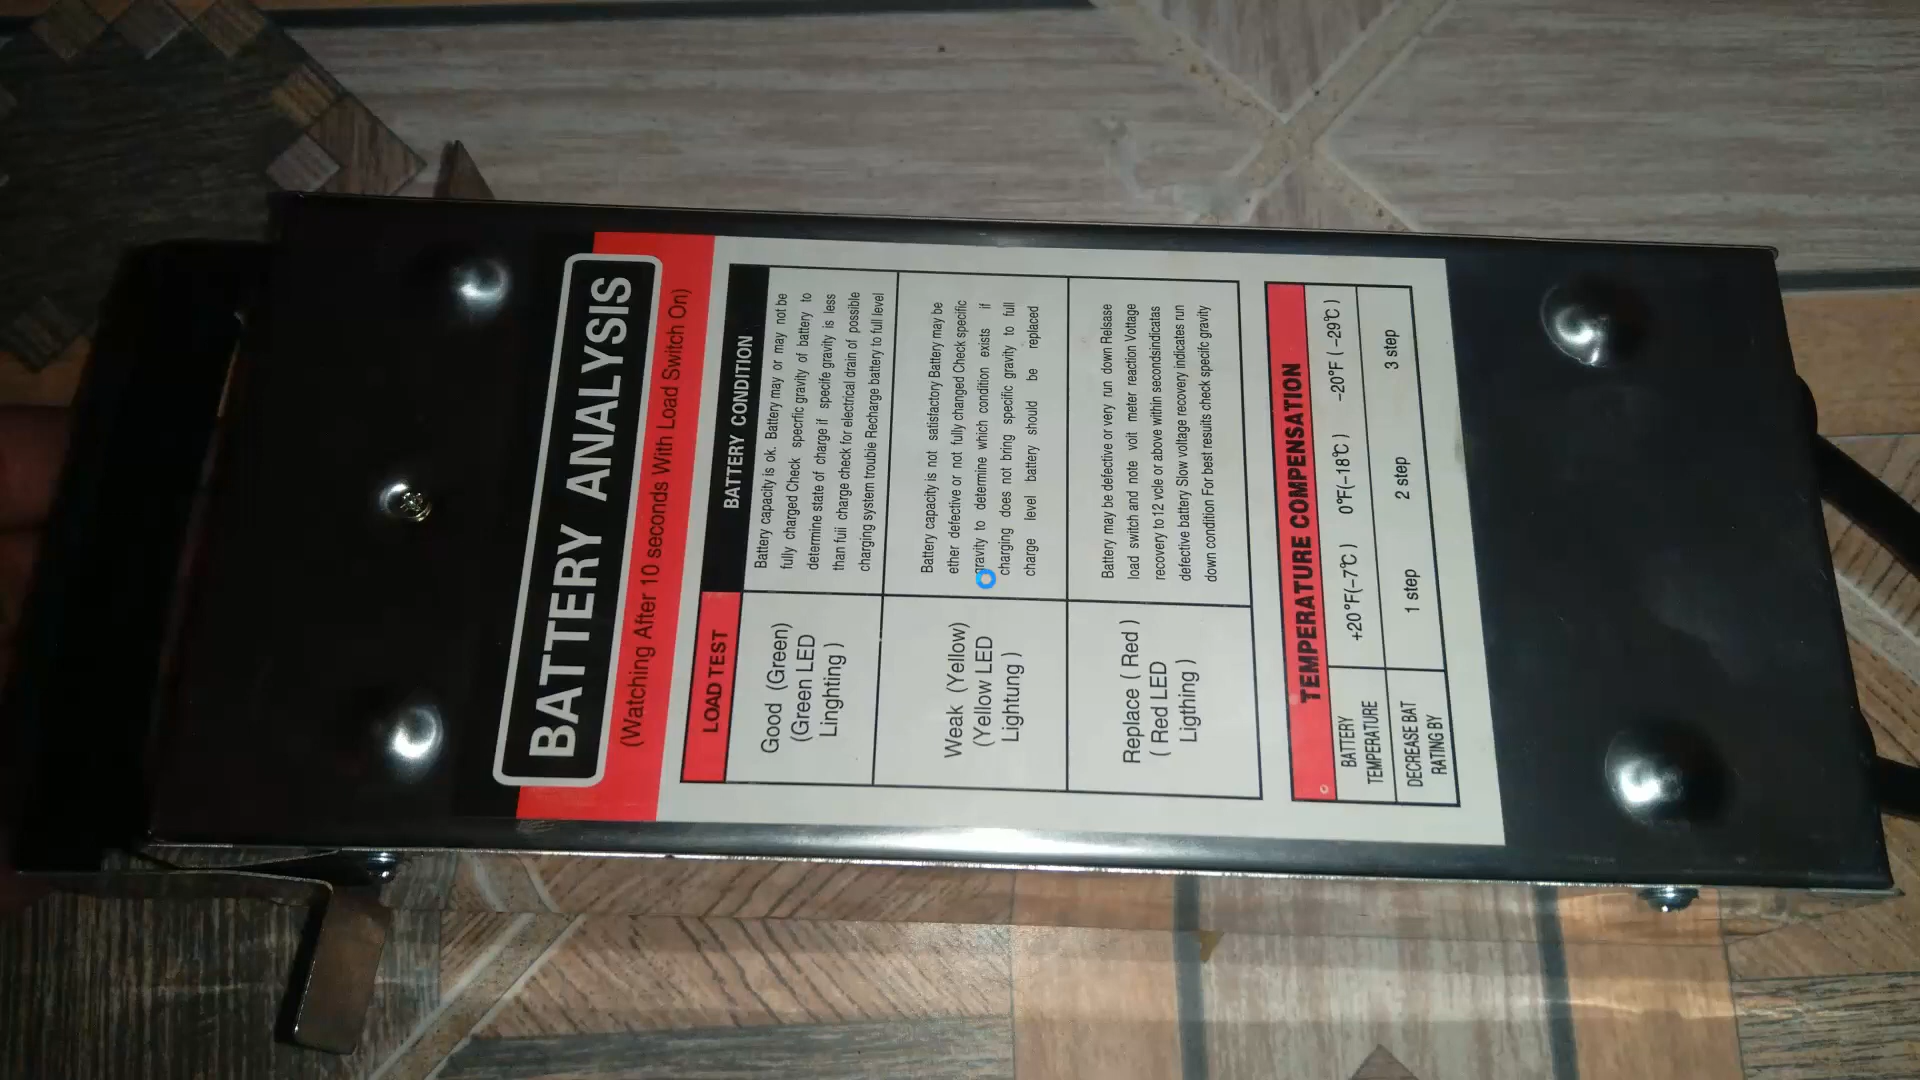 BATTERY ANALYSIS
(Watching After 10 seconds With Load Switch On)
LOAD TEST
BATTERY CONDITION
Good (Green)
(Green LED
Linghting )
Battery capacity is ok. Battery may or may not be
fully charged Check specrfic gravity of battery to
determine state of charge if specife gravity is less
than fuii charge check for electrical drain of possible
charging system troubie Recharge battery to full level
Weak (Yellow)
(Yellow LED
Lightung )
Battery capacity is not satisfactory Battery may be
ether defective or not fully changed Check specific
gravity to determine which condition exists if
charging does not bring specific gravity to full
charge level battery should be replaced
Replace ( Red )
( Red LED
Ligthing )
Battery may be defective or very run down Relsase
load switch and note voit meter reaction Vottage
recovery to 12 vcle or above within secondsindicatas
defective battary Slow voltage recovery indicates run
down condition For best resuits check specifc gravity
TEMPERATURE COMPENSATION
BATTERY
TEMPERATURE
+20°F(-7℃ ) 0°F(-18℃ ) -20°F ( -29℃ )
DECREASE BAT
RATING BY
1 step 2 step 3 step